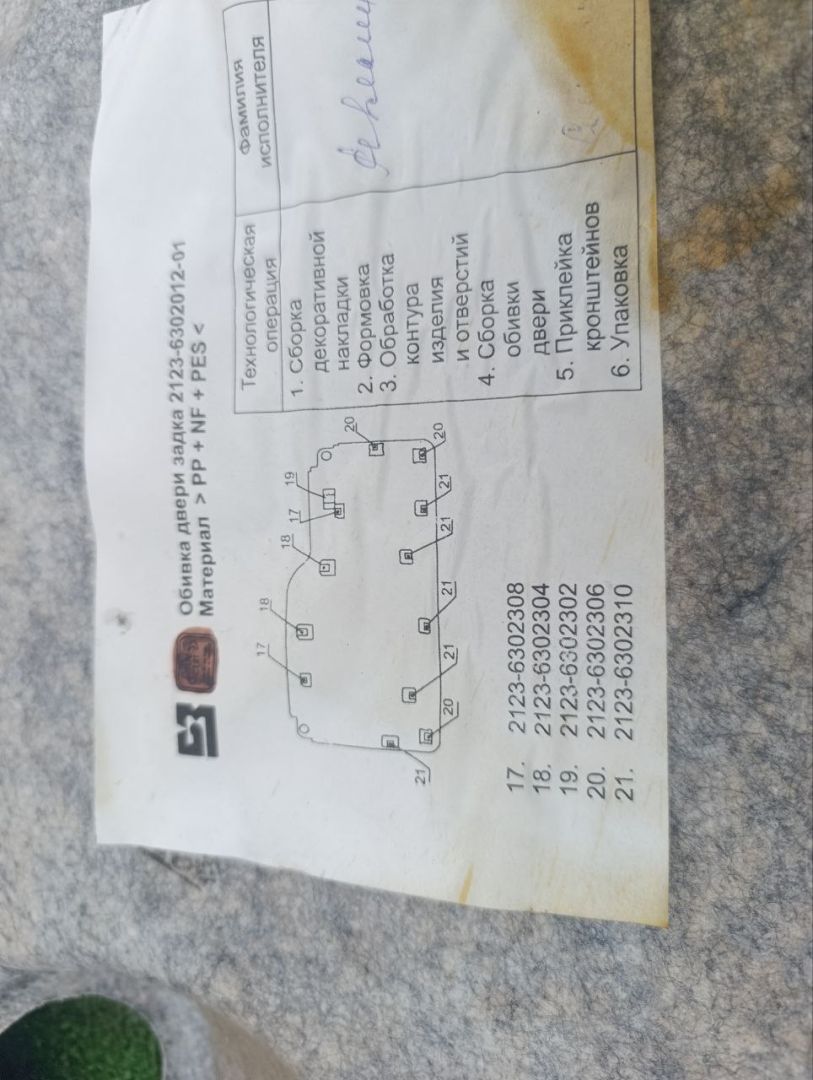 Обивка двери задка 2123-6302012-01
Материал > PP + NF + PES <
17
18
18
17
19
20
21
20
21
21
21
21
20
17. 2123-6302308
18. 2123-6302304
19. 2123-6302302
20. 2123-6302306
21. 2123-6302310
Технологическая
операция
Фамилия
исполнителя
1. Сборка
декоративной
накладки
2. Формовка
3. Обработка
контура
изделия
и отверстий
4. Сборка
обивки
двери
5. Приклейка
кронштейнов
6. Упаковка